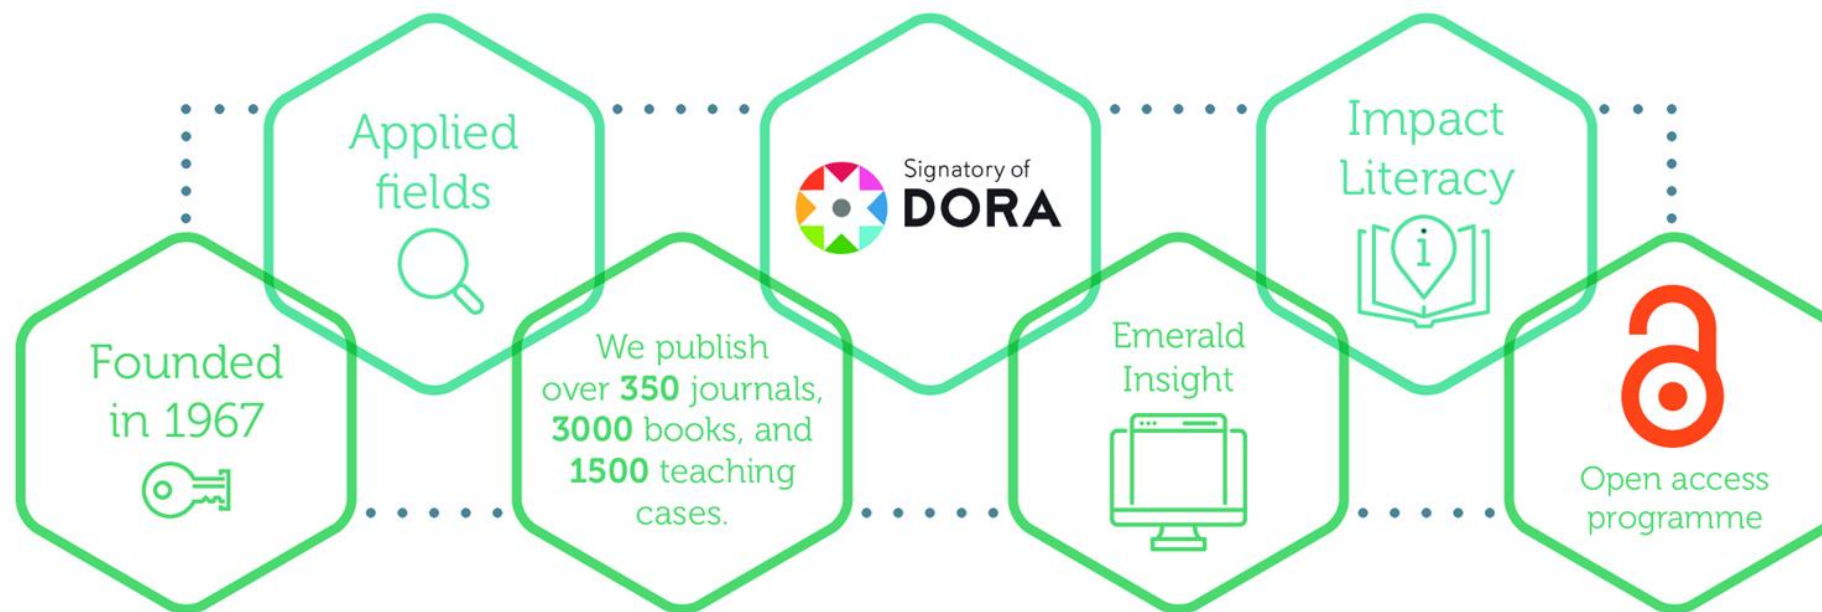 Founded
in 1967
Applied
fields
We publish
over 350 journals,
3000 books, and
1500 teaching
cases.
Signatory of
DORA
Emerald
Insight
Impact
Literacy
i
Open access
programme